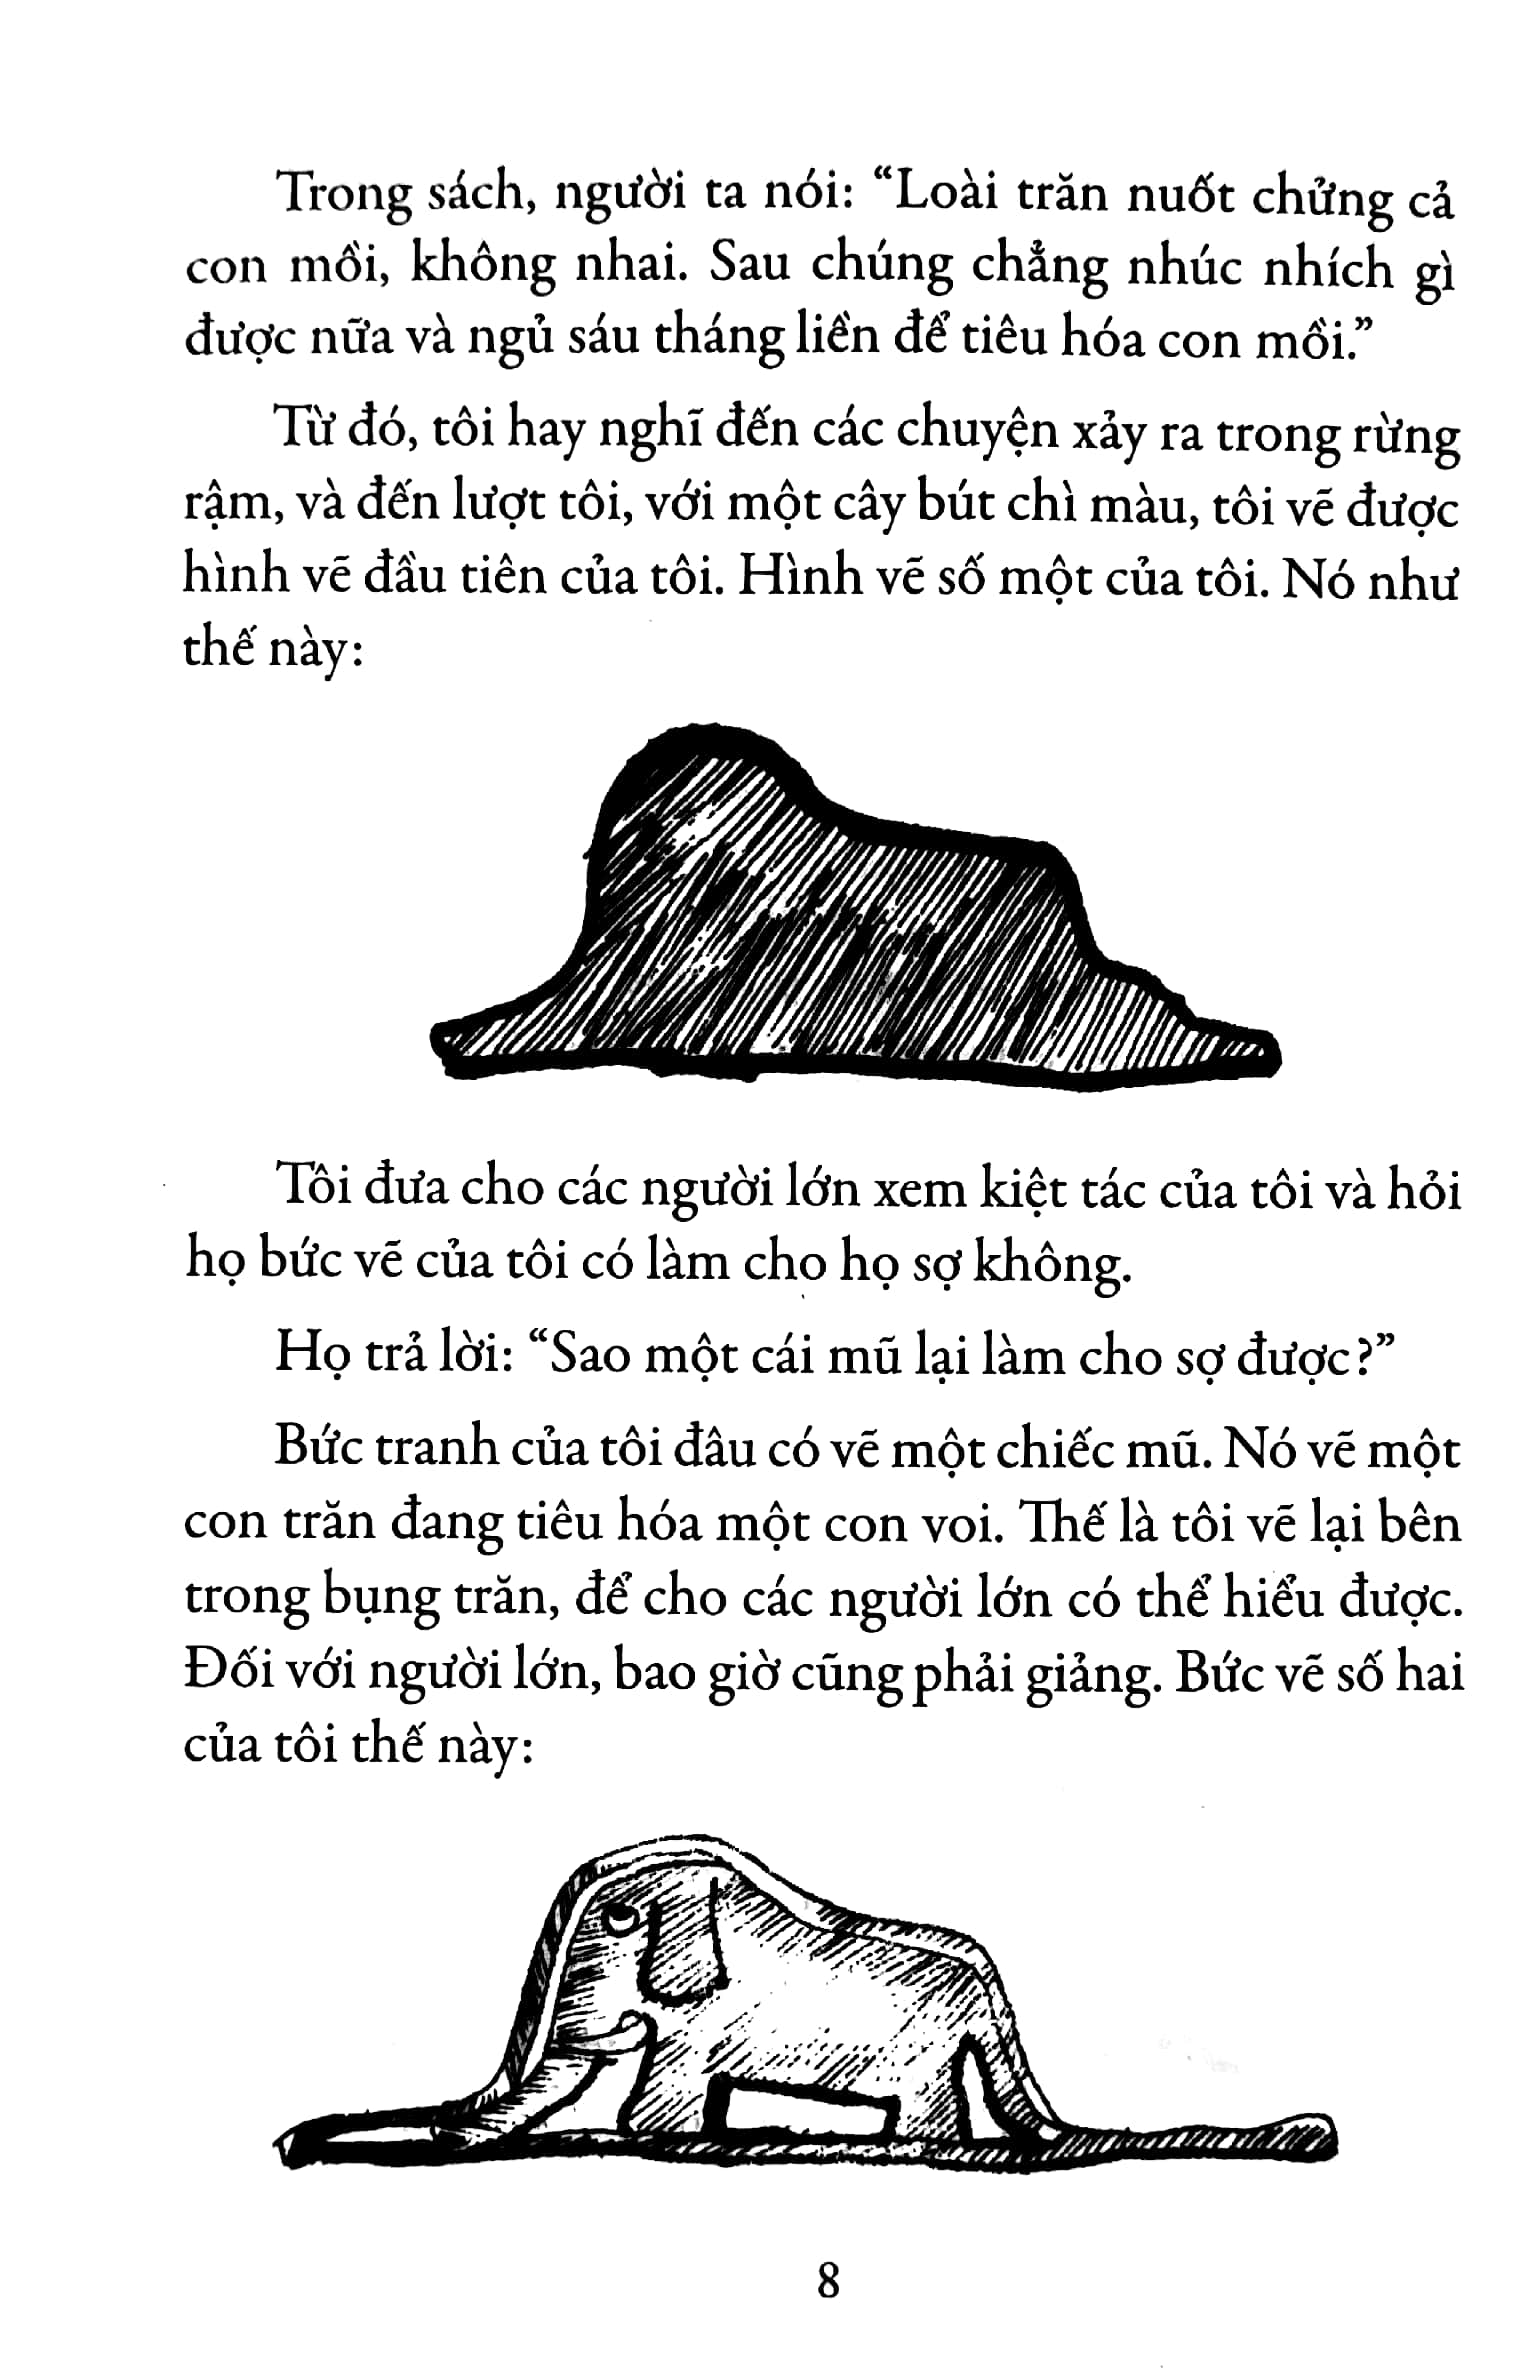 Trong sách, người ta nói: “Loài trăn nuốt chửng cả
con mồi, không nhai. Sau chúng chẳng nhúc nhích gì
được nữa và ngủ sáu tháng liền để tiêu hóa con mồi.”
Từ đó, tôi hay nghĩ đến các chuyện xảy ra trong rừng
rậm, và đến lượt tôi, với một cây bút chì màu, tôi vẽ được
hình vẽ đầu tiên của tôi. Hình vẽ số một của tôi. Nó như
thế này:
Tôi đưa cho các người lớn xem kiệt tác của tôi và hỏi
họ bức vẽ của tôi có làm cho họ sợ không.
Họ trả lời: “Sao một cái mũ lại làm cho sợ được?”
Bức tranh của tôi đâu có vẽ một chiếc mũ. Nó vẽ một
con trăn đang tiêu hóa một con voi. Thế là tôi vẽ lại bên
trong bụng trăn, để cho các người lớn có thể hiểu được.
Đối với người lớn, bao giờ cũng phải giảng. Bức vẽ số hai
của tôi thế này:
8